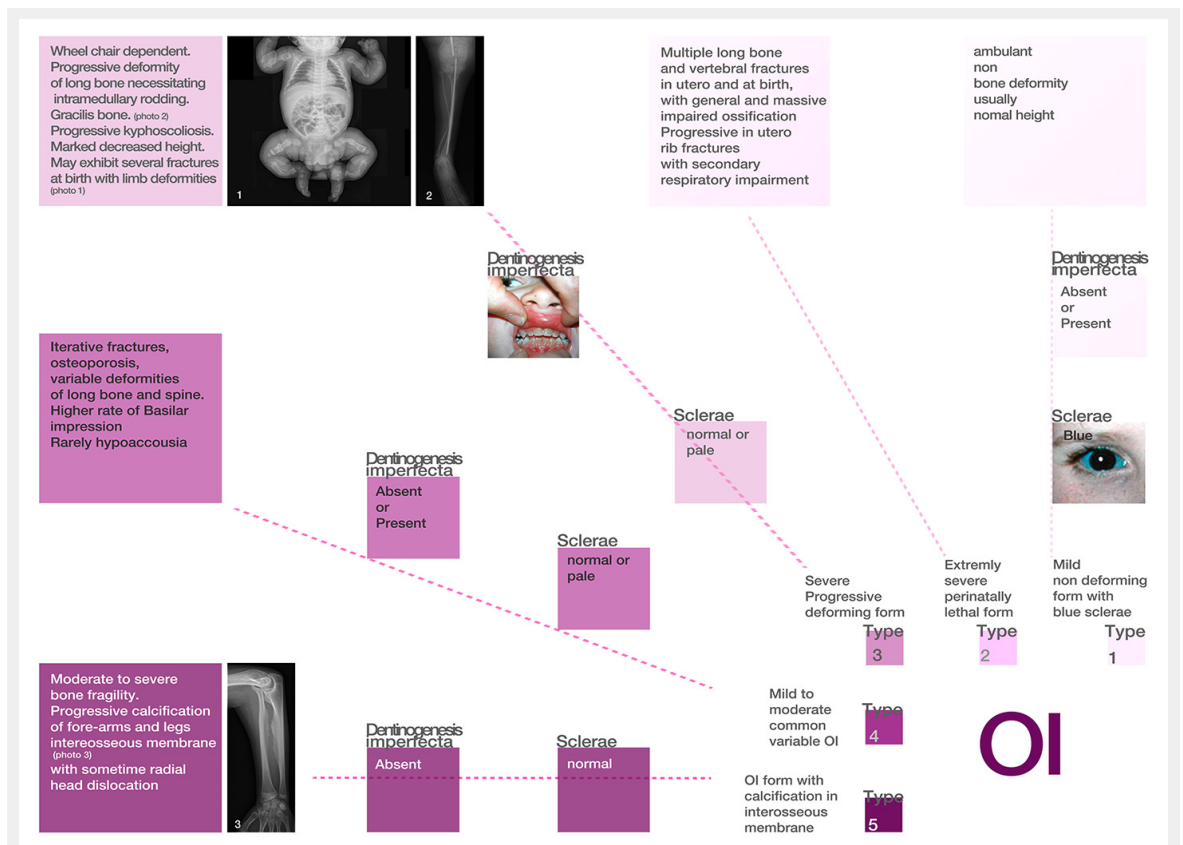 Wheel chair dependent.
Progressive deformity
of long bone necessitating
intramedullary rodding.
Gracilis bone. (photo 2)
Progressive kyphoscoliosis.
Marked decreased height.
May exhibit several fractures
at birth with limb deformities
(photo 1)
1
2
Multiple long bone
and vertebral fractures
in utero and at birth,
with general and massive
impaired ossification
Progressive in utero
rib fractures
with secondary
respiratory impairment
ambulant
non
bone deformity
usually
nomal height
Dentinogenesis
imperfecta
Dentinogenesis
imperfecta
Absent
or
Present
Iterative fractures,
osteoporosis,
variable deformities
of long bone and spine.
Higher rate of Basilar
impression
Rarely hypoaccousia
Sclerae
normal or
pale
Sclerae
Blue
Dentinogenesis
imperfecta
Absent
or
Present
Sclerae
normal or
pale
Severe
Progressive
deforming form
Type
3
Extremly
severe
perinatally
lethal form
Type
2
Mild
non deforming
form with
blue sclerae
Type
1
Moderate to severe
bone fragility.
Progressive calcification
of fore-arms and legs
intereosseous membrane
(photo 3)
with sometime radial
head dislocation
3
Dentinogenesis
imperfecta
Absent
Sclerae
normal
Mild to
moderate
common
variable OI
Type
4
OI form with
calcification in
interosseous
membrane
Type
5
OI